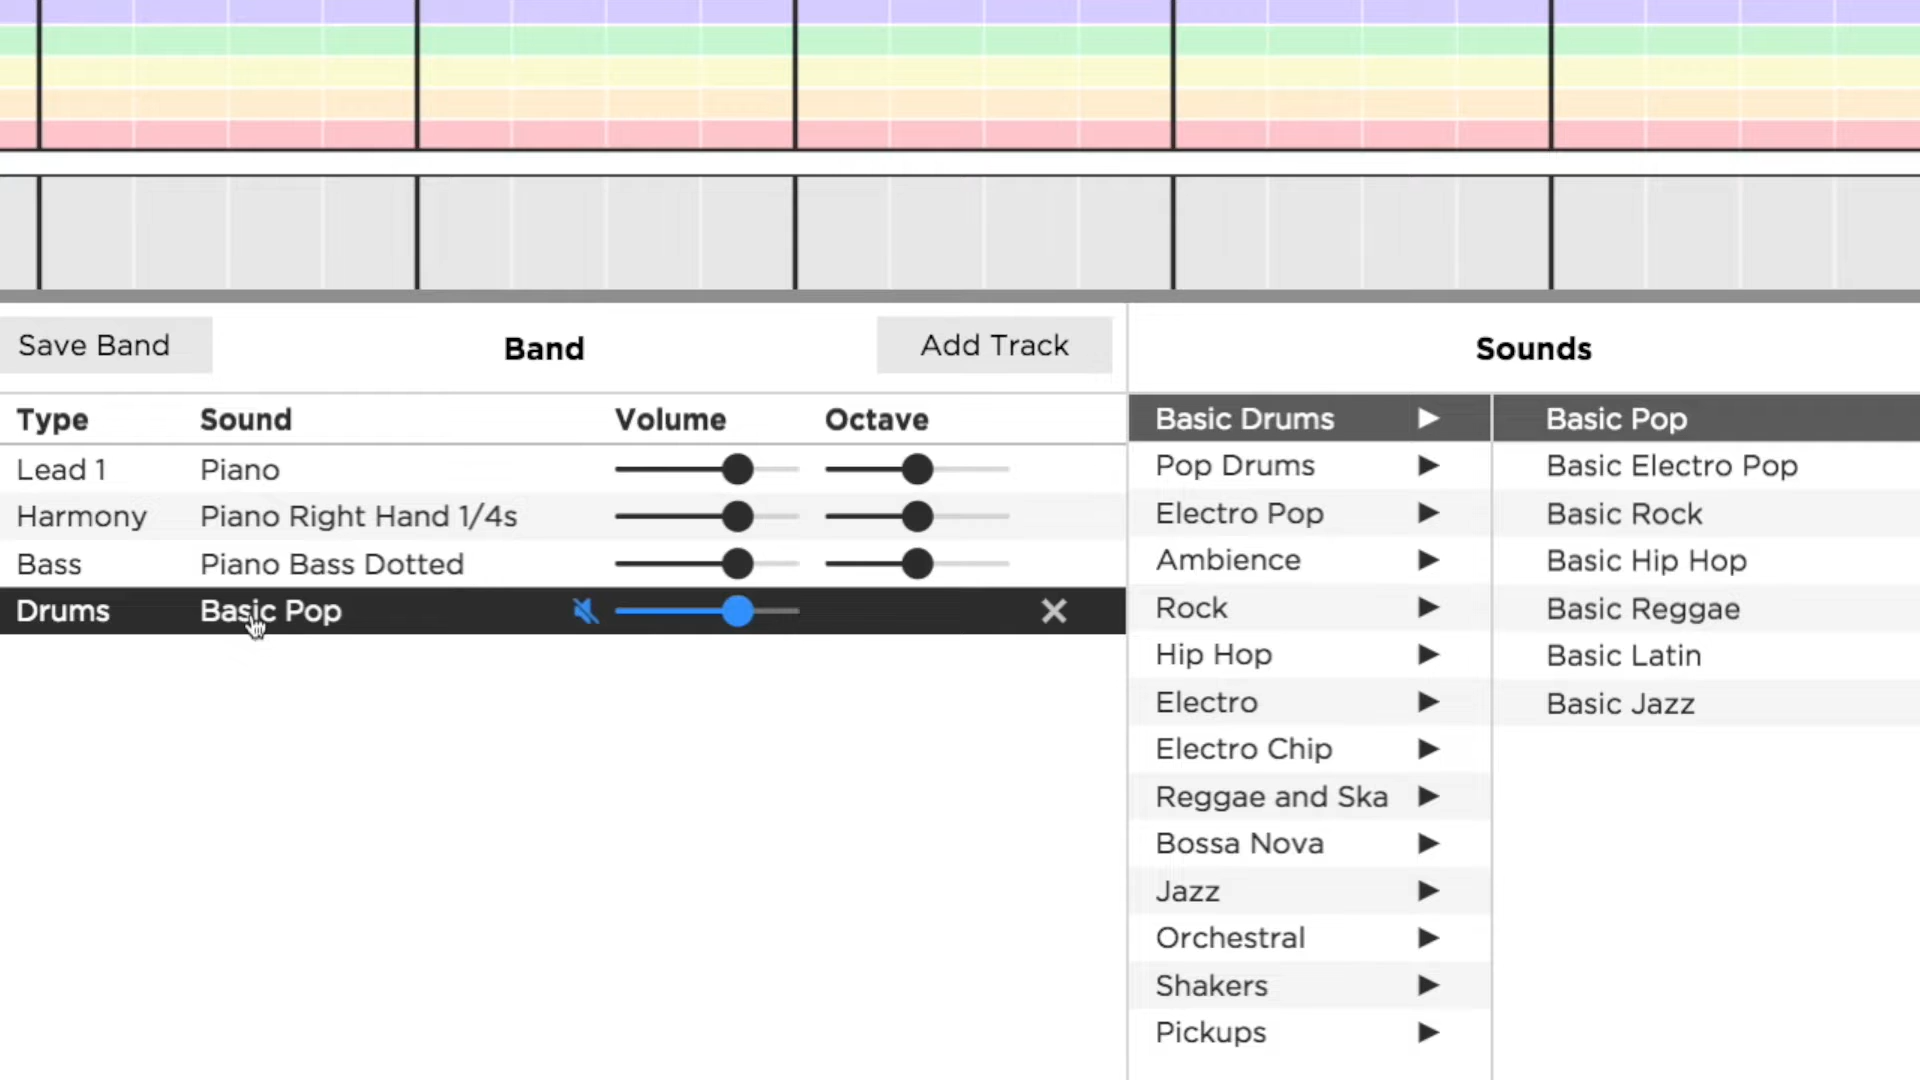 Save Band
Band
Add Track
Type Sound Volume Octave
Lead 1 Piano
Harmony Piano Right Hand 1/4s
Bass Piano Bass Dotted
Drums Basic Pop
Sounds
Basic Drums
Pop Drums
Electro Pop
Ambience
Rock
Hip Hop
Electro
Electro Chip
Reggae and Ska
Bossa Nova
Jazz
Orchestral
Shakers
Pickups
Basic Pop
Basic Electro Pop
Basic Rock
Basic Hip Hop
Basic Reggae
Basic Latin
Basic Jazz